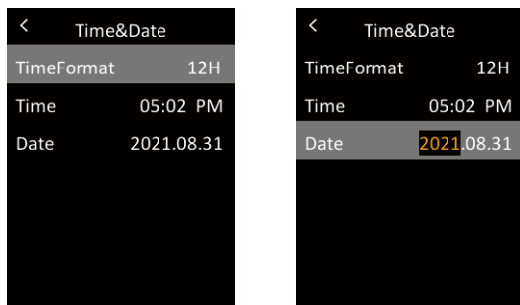 < Time&Date
TimeFormat 12H
Time 05:02 PM
Date 2021.08.31
< Time&Date
TimeFormat 12H
Time 05:02 PM
Date 2021.08.31